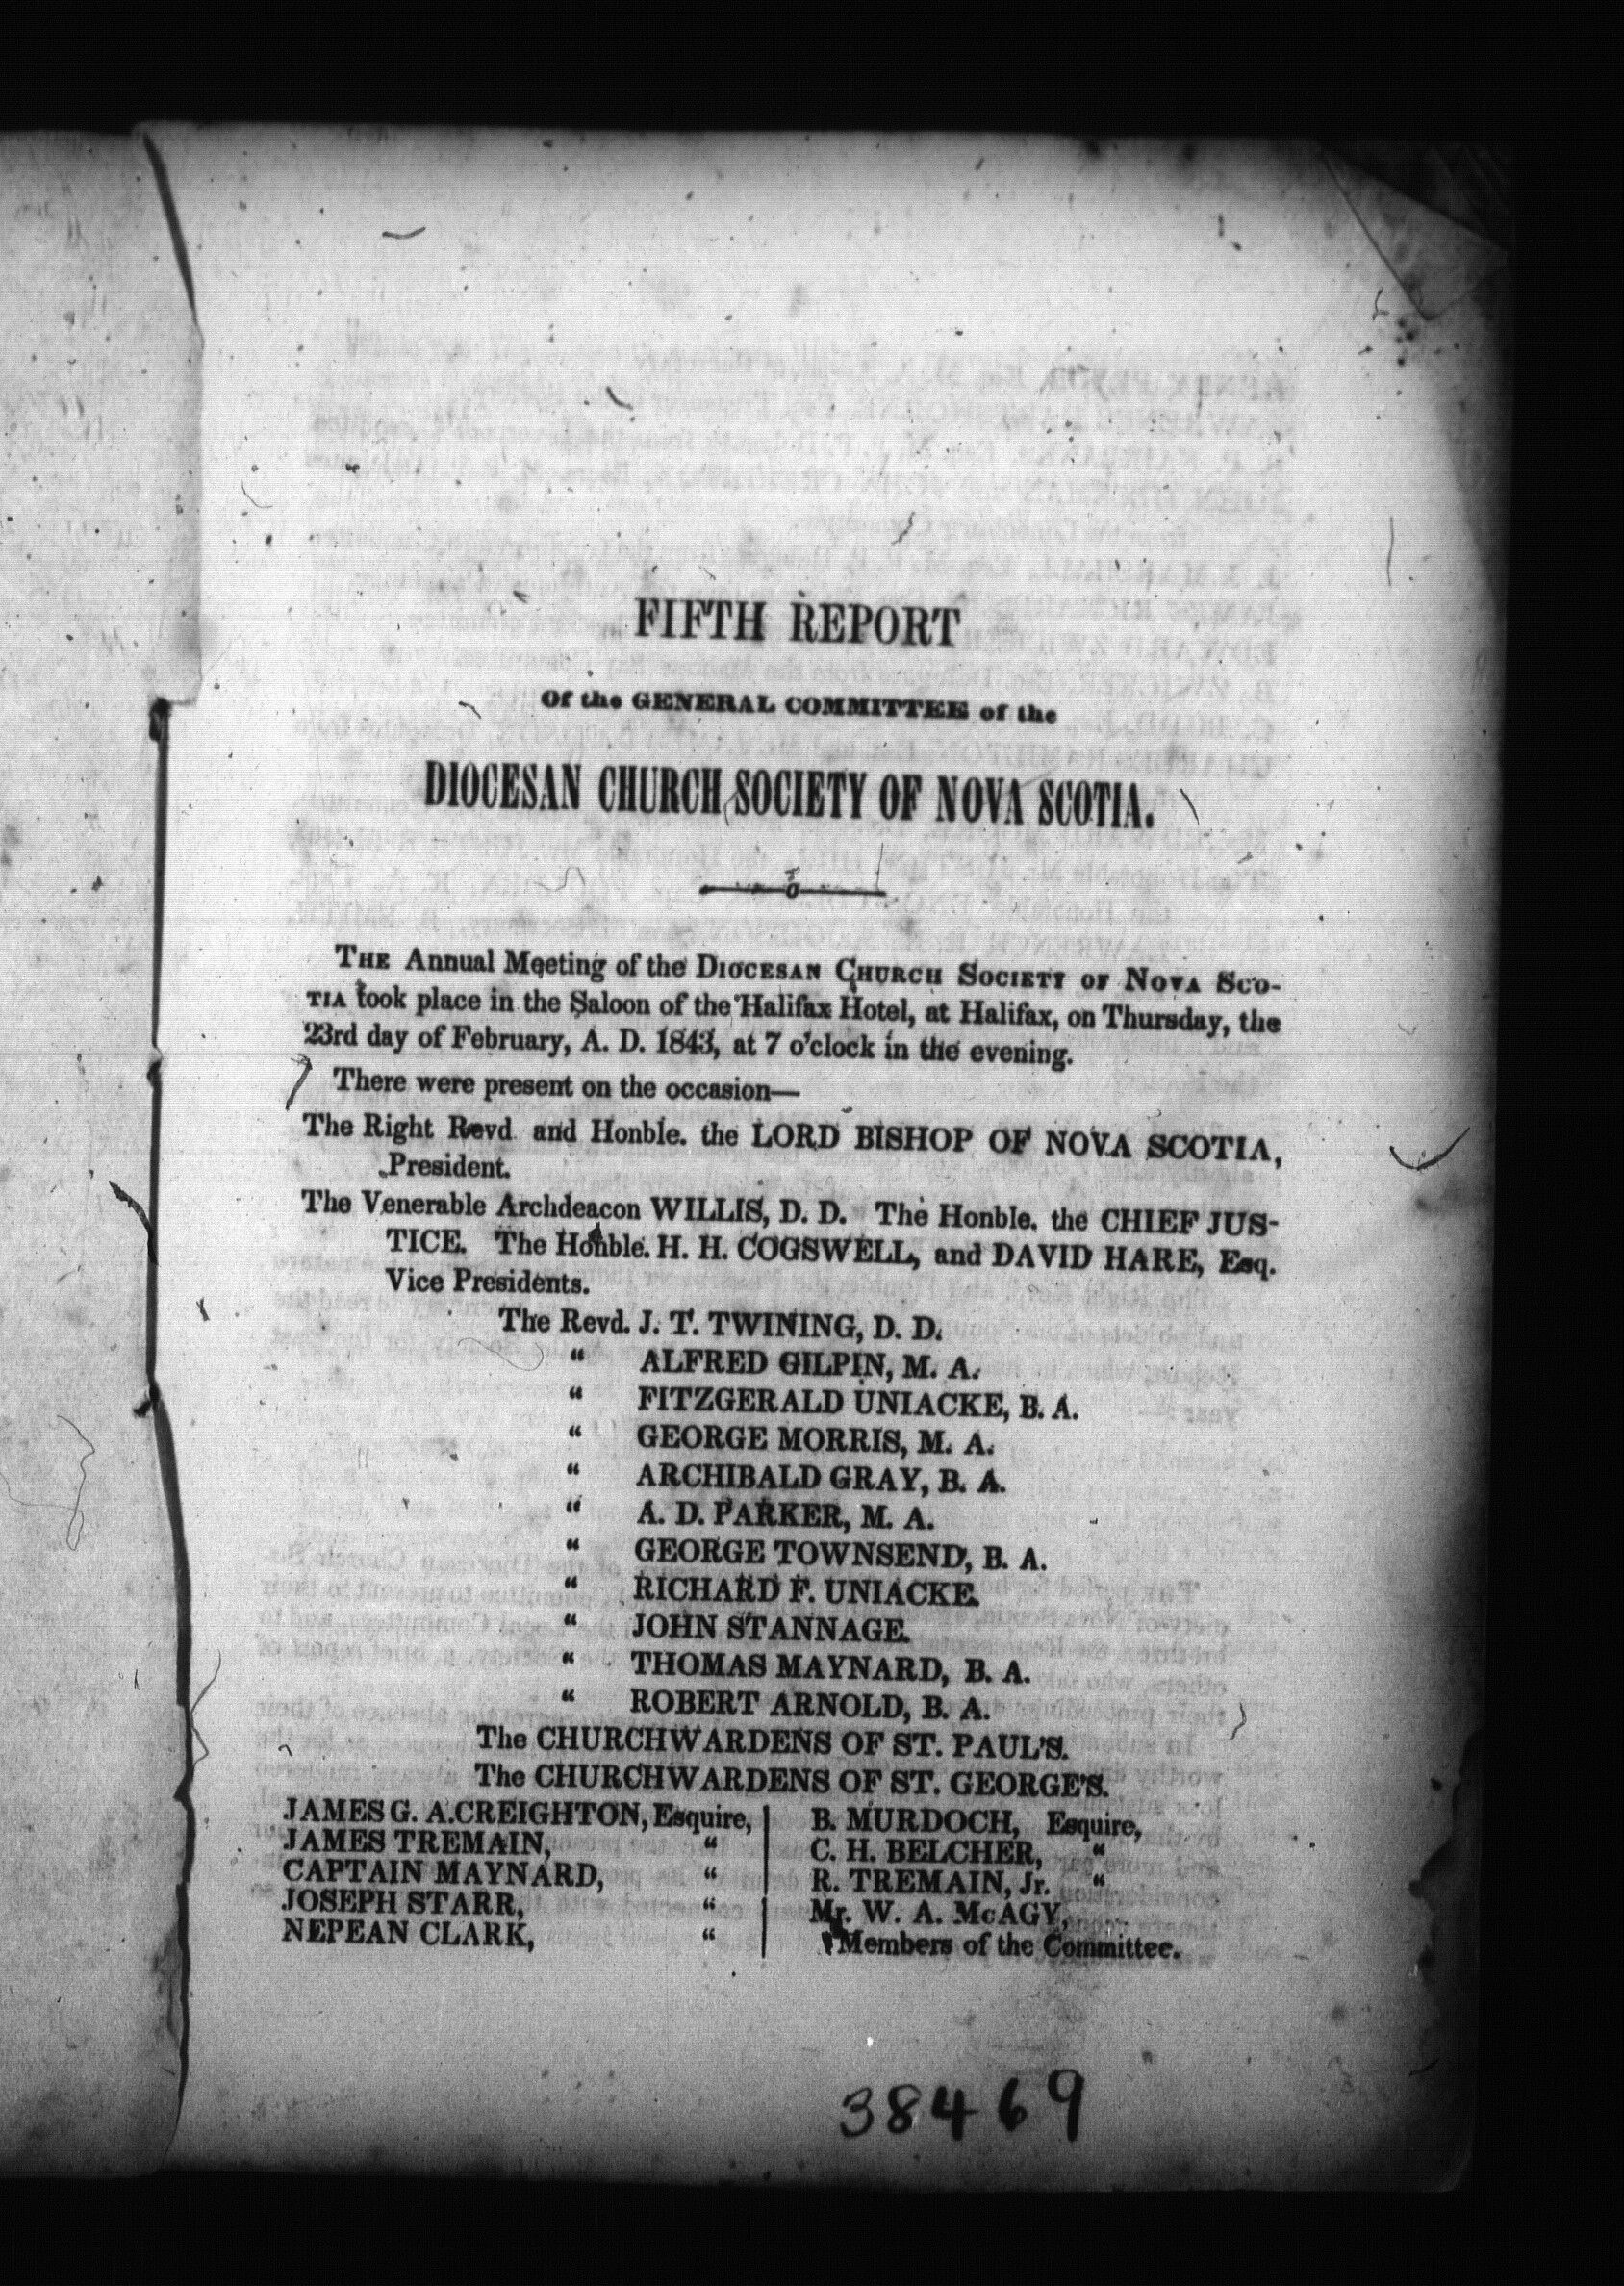 FIFTH REPORT
Of the GENERAL COMMITTEE of the
DIOCESAN CHURCH SOCIETY OF NOVA SCOTIA.
THE Annual Meeting of the DIOCESAN CHURCH SOCIETY OF NOVA SCO-
TIA took place in the Saloon of the Halifax Hotel, at Halifax, on Thursday, the
23rd day of February, A. D. 1843, at 7 o'clock in the evening.
There were present on the occasion—
The Right Revd and Honble. the LORD BISHOP OF NOVA SCOTIA,
President.
The Venerable Archdeacon WILLIS, D. D. The Honble. the CHIEF JUS-
TICE. The Honble. H. H. COGSWELL, and DAVID HARE, Esq.
Vice Presidents.
The Revd. J. T. TWINING, D. D.
“ ALFRED GILPIN, M. A.
“ FITZGERALD UNIACKE, B. A.
“ GEORGE MORRIS, M. A.
“ ARCHIBALD GRAY, B. A.
“ A. D. PARKER, M. A.
“ GEORGE TOWNSEND, B. A.
“ RICHARD F. UNIACKE.
“ JOHN STANNAGE.
“ THOMAS MAYNARD, B. A.
“ ROBERT ARNOLD, B. A.
The CHURCHWARDENS OF ST. PAUL'S.
The CHURCHWARDENS OF ST. GEORGE'S.
JAMES G. A. CREIGHTON, Esquire,
JAMES TREMAIN, “
CAPTAIN MAYNARD, “
JOSEPH STARR, “
NEPEAN CLARK, “
B. MURDOCH, Esquire,
C. H. BELCHER, “
R. TREMAIN, Jr. “
Mr. W. A. McAGY,
Members of the Committee.
38469